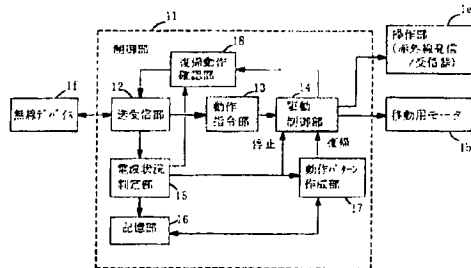 11
1e
制御部
18
復帰動作
確認部
操作部
(赤外線発信
/受信器)
1f
12
13
14
無線デバイス
送受信部
動作
指令部
駆動
制御部
移動用モータ
1b
停止
復帰
電波状況
判定部
15
動作パターン
作成部
17
記憶部
16